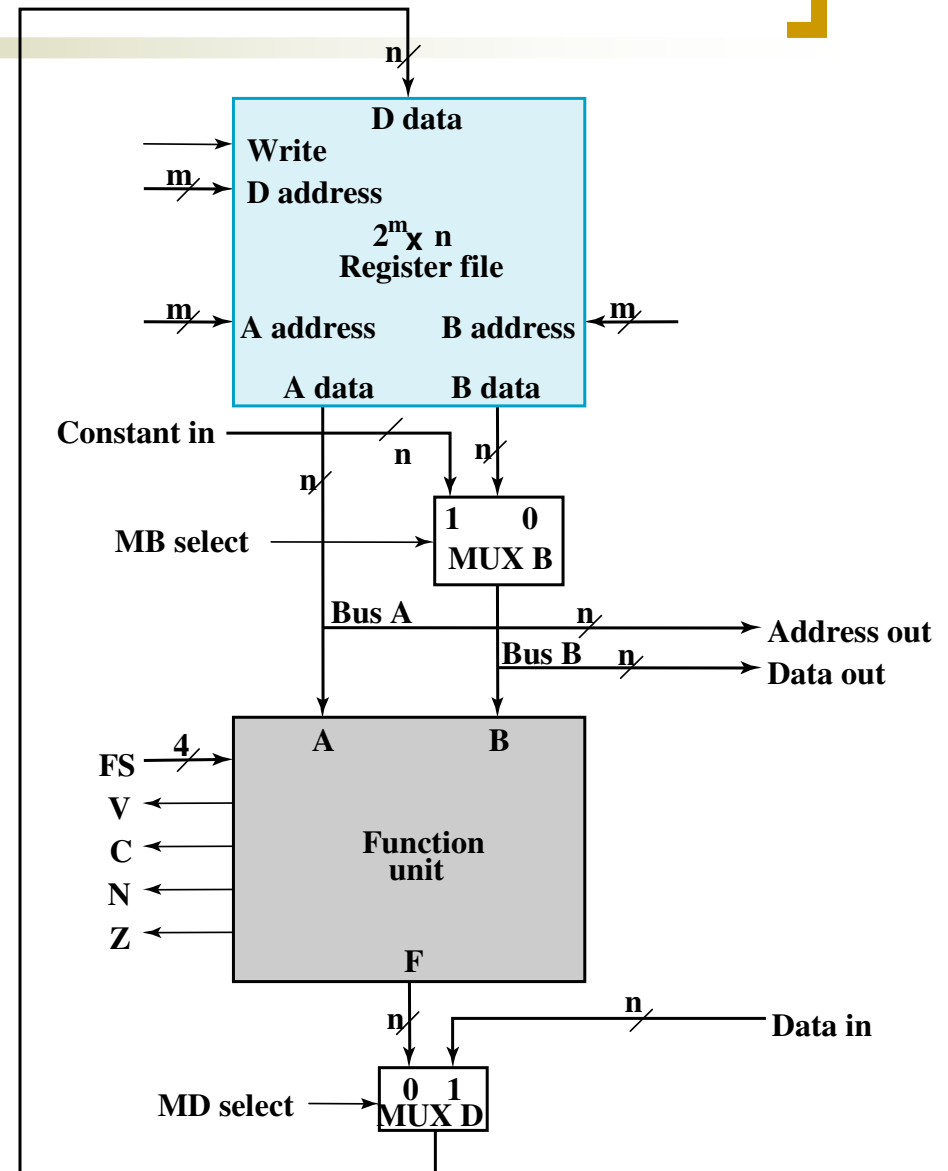 n
D data
Write
m
D address
2^m x n
Register file
m
m
A address
B address
A data
B data
Constant in
n
n
n
1 0
MB select
MUX B
Bus A
n
Address out
Bus B
n
Data out
A
B
4
FS
V
C
Function
unit
N
Z
F
n
n
Data in
0 1
MD select
MUX D